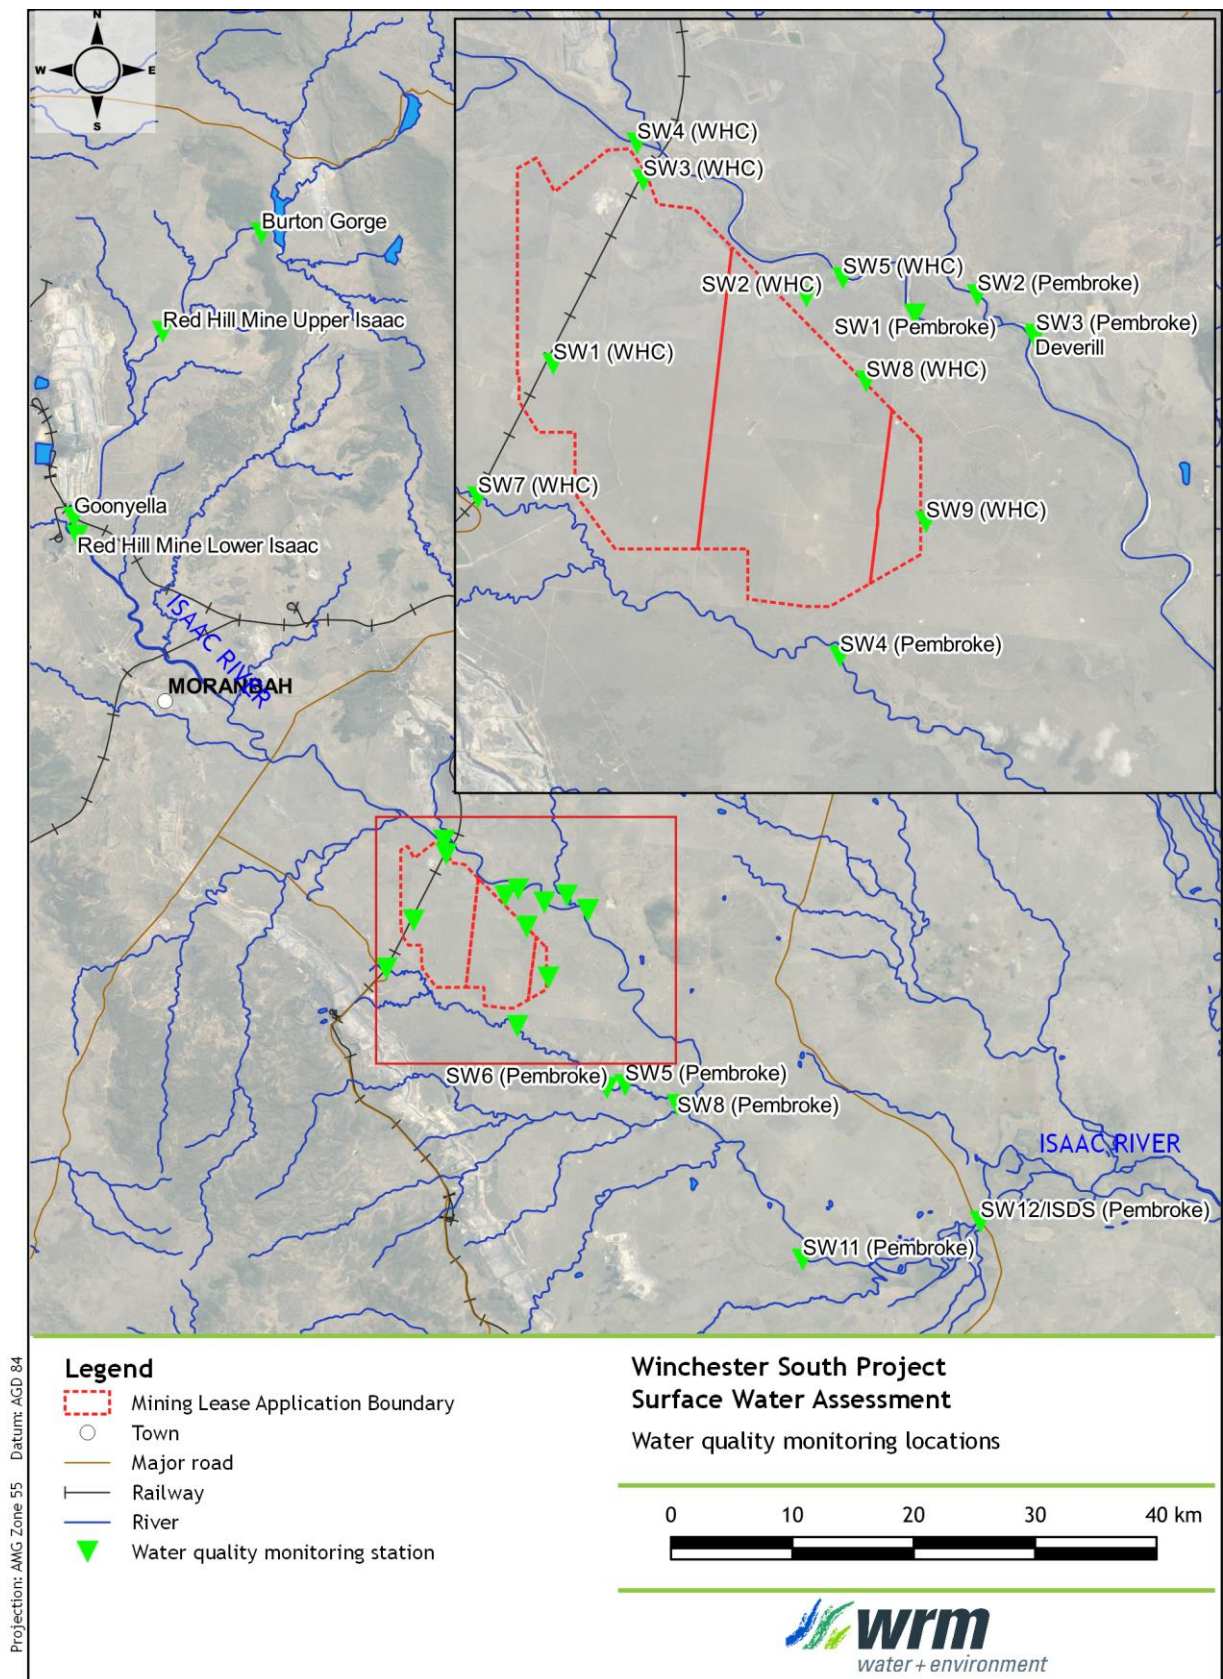 N
W
E
S
SW4 (WHC)
SW3 (WHC)
Burton Gorge
SW5 (WHC)
SW2 (WHC)
SW2 (Pembroke)
SW1 (Pembroke)
SW3 (Pembroke)
Deverill
Red Hill Mine Upper Isaac
SW1 (WHC)
SW8 (WHC)
SW7 (WHC)
SW9 (WHC)
Goonyella
Red Hill Mine Lower Isaac
ISAAC RIVER
MORANBAH
SW4 (Pembroke)
SW6 (Pembroke)
SW5 (Pembroke)
SW8 (Pembroke)
ISAAC RIVER
SW12/ISDS (Pembroke)
SW11 (Pembroke)
Projection: AMG Zone 55 Datum: AGD 84
Legend
Mining Lease Application Boundary
Town
Major road
Railway
River
Water quality monitoring station
Winchester South Project
Surface Water Assessment
Water quality monitoring locations
0 10 20 30 40 km
wrm
water + environment